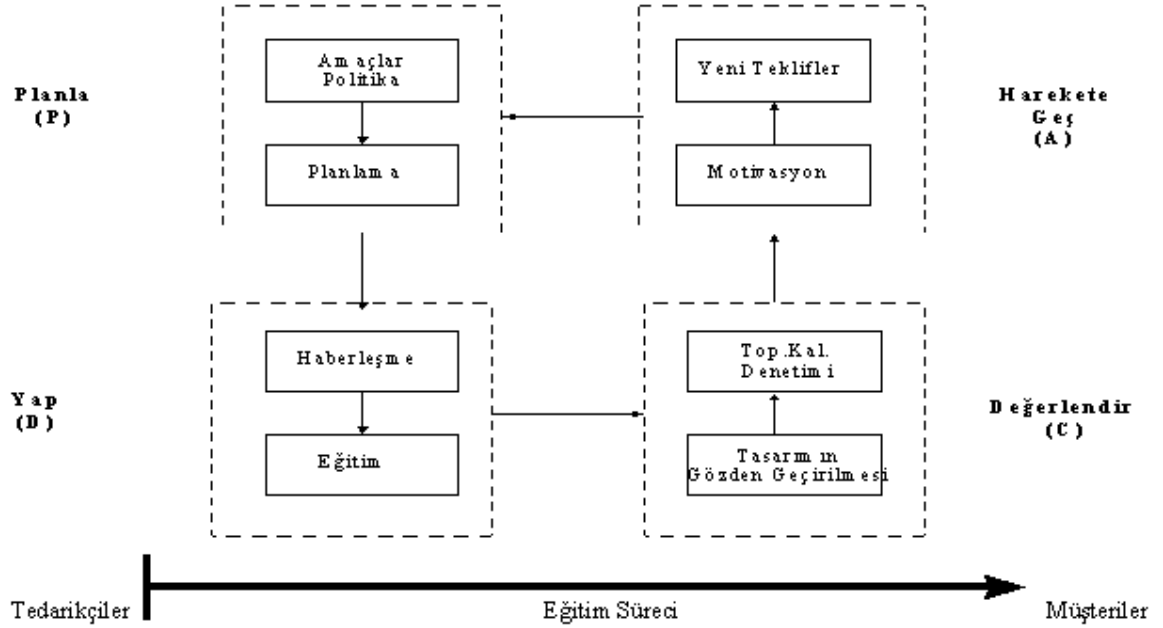 Planla
(P)
Amaçlar
Politika
Planlama
Yeni Teklifler
Motivasyon
Harekete
Geç
(A)
Yap
(D)
Haberleşme
Eğitim
Top.Kal.
Denetimi
Tasarımın
Gözden Geçirilmesi
Değerlendir
(C)
Tedarikçiler
Eğitim Süreci
Müşteriler